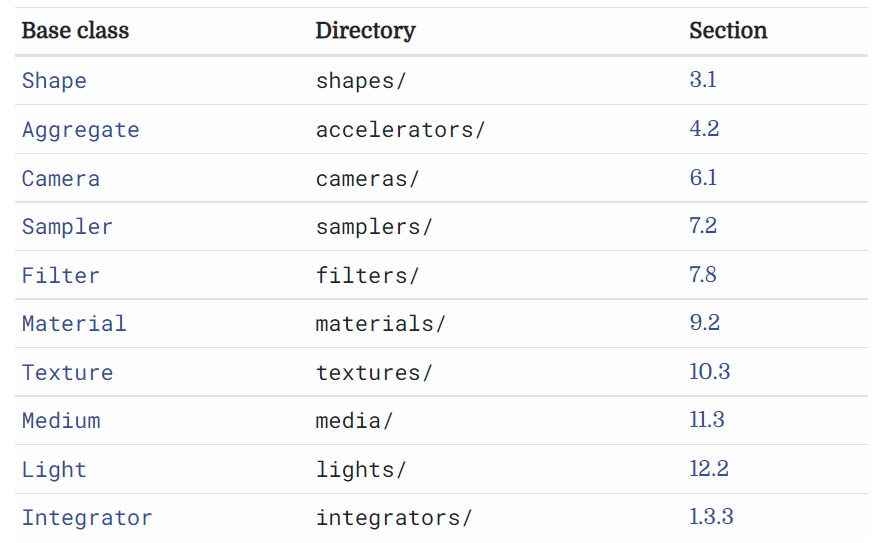 Base class Directory Section
Shape shapes/ 3.1
Aggregate accelerators/ 4.2
Camera cameras/ 6.1
Sampler samplers/ 7.2
Filter filters/ 7.8
Material materials/ 9.2
Texture textures/ 10.3
Medium media/ 11.3
Light lights/ 12.2
Integrator integrators/ 1.3.3